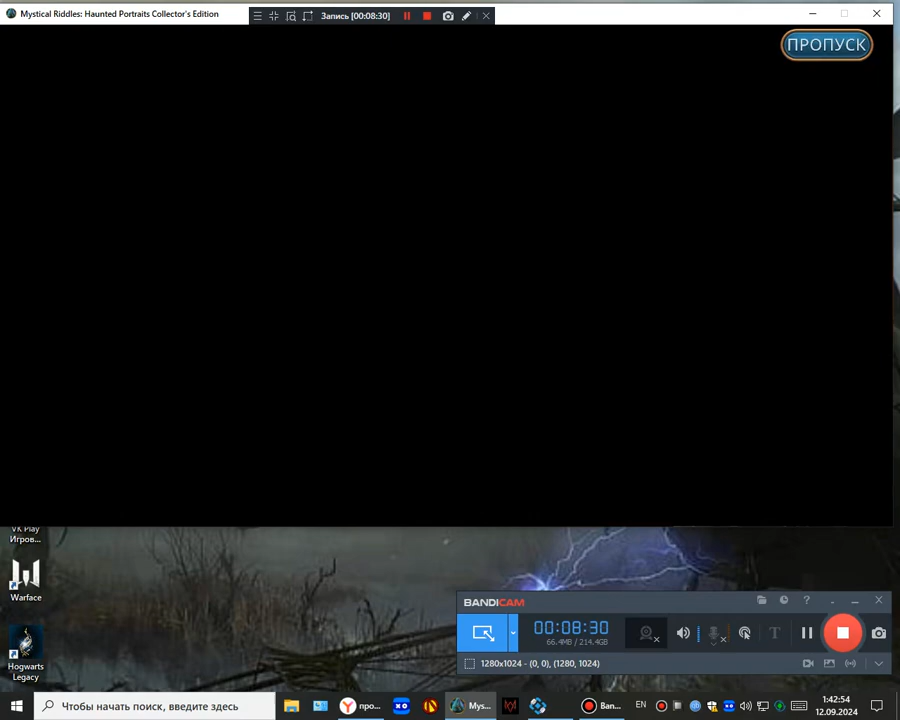 Mystical Riddles: Haunted Portraits Collector's Edition
Запись [00:08:30]
ПРОПУСК
VK Play
Игров...
Warface
Hogwarts
Legacy
BANDICAM
00:08:30
66.4MB / 214.4GB
1280x1024 - (0, 0), (1280, 1024)
Чтобы начать поиск, введите здесь
про...
Mys...
Ban...
EN
1:42:54
12.09.2024